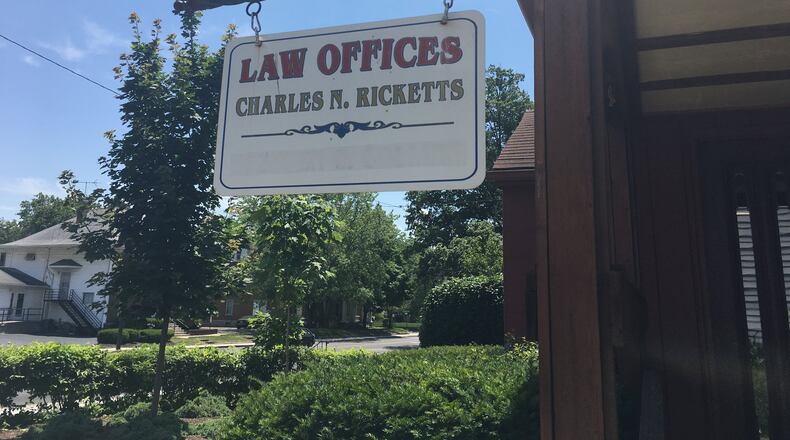 LAW OFFICES
CHARLES N. RICKETTS